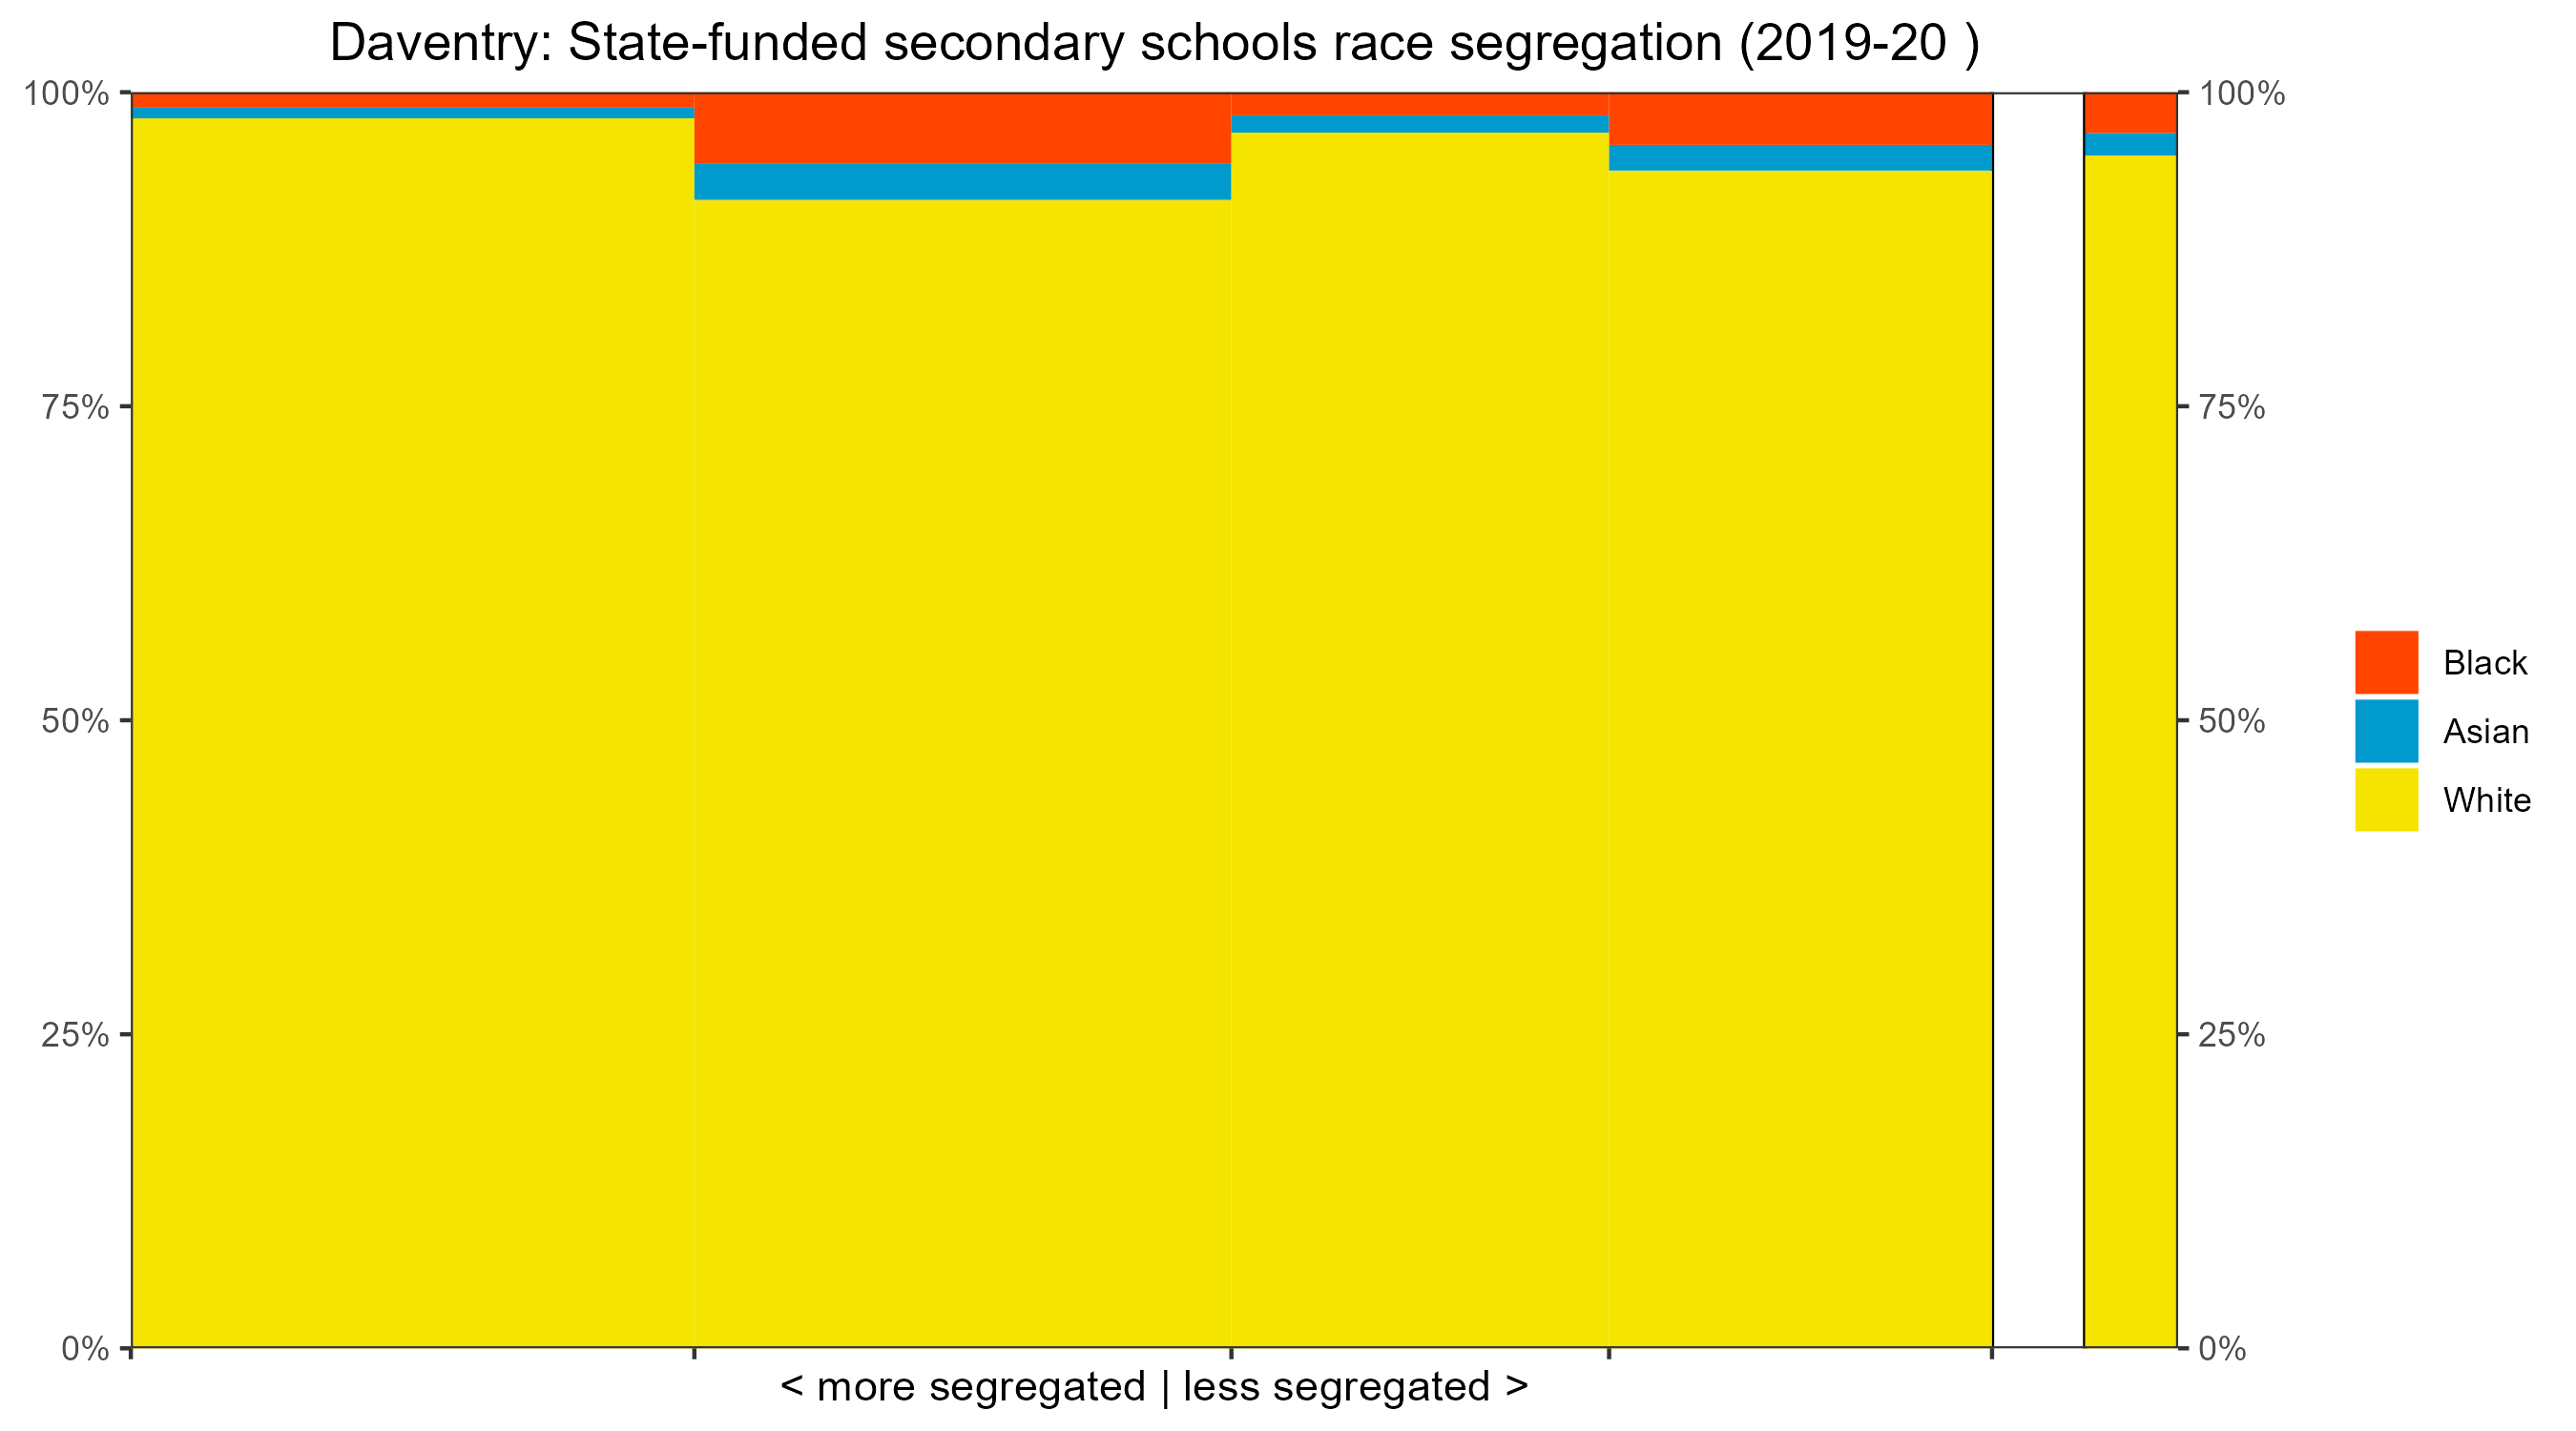 Daventry: State-funded secondary schools race segregation (2019-20 )
100%
75%
50%
25%
0%
100%
75%
50%
25%
0%
Black
Asian
White
< more segregated | less segregated >